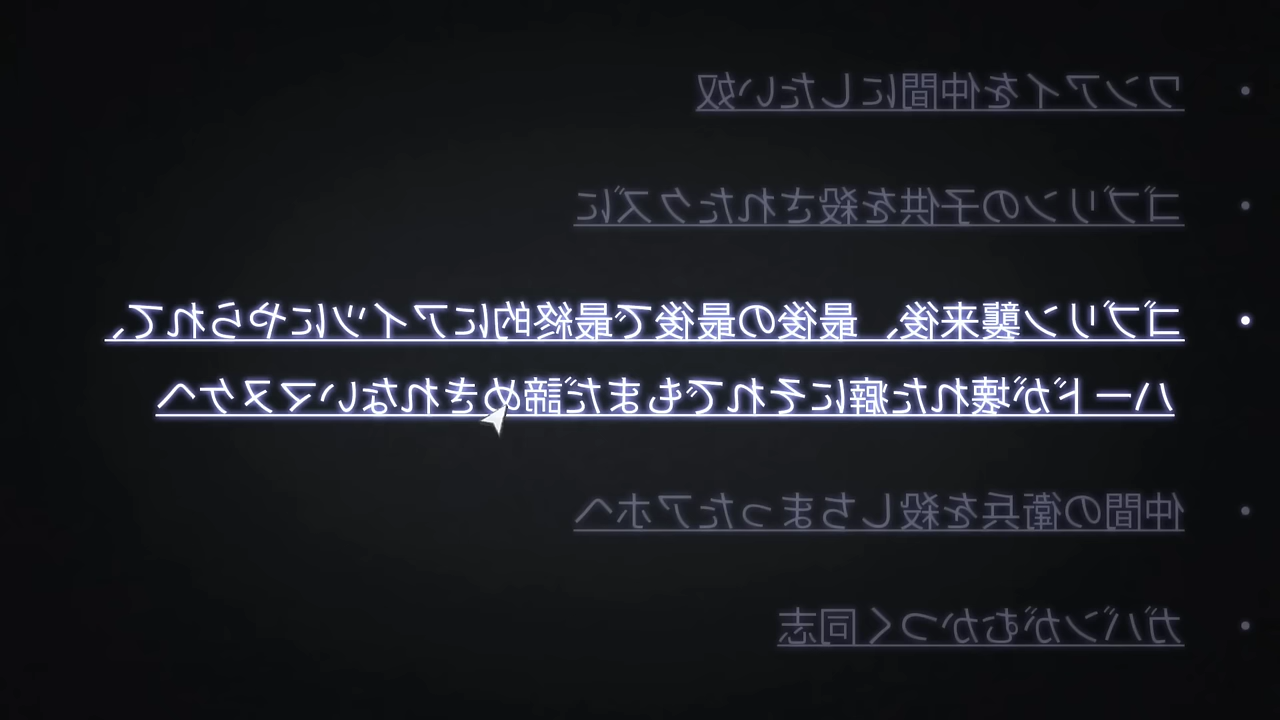 ・ワンアイを仲間にしたい奴
・ゴブリンの子供を殺されたクズに
・ゴブリン襲来後、最後の最後で最終的にアイツにやられて、
ハードが壊れた癖にそれでもまだ諦めきれないマヌケへ
・仲間の衛兵を殺しちまったアホへ
・ガバンがむかつく同志